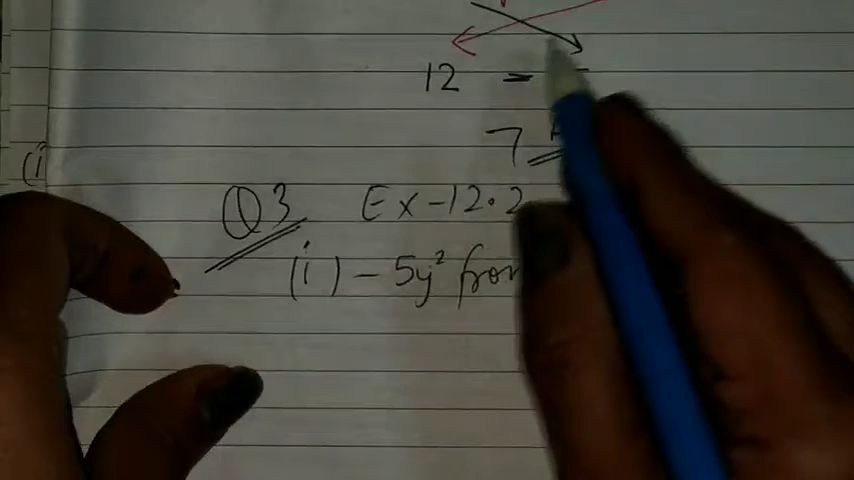 12 =
7
(i
Q3 Ex-12.2
(i) - 5y² from